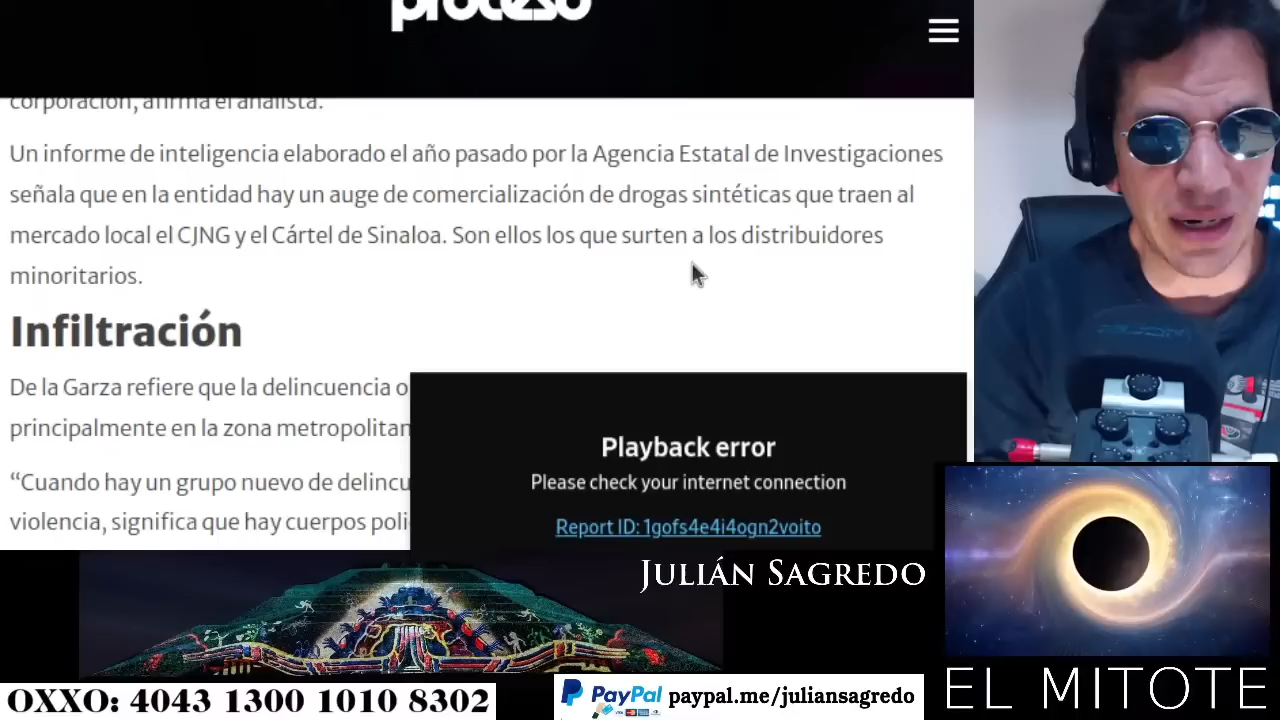 proceso
corporación, afirma el analista.
Un informe de inteligencia elaborado el año pasado por la Agencia Estatal de Investigaciones
señala que en la entidad hay un auge de comercialización de drogas sintéticas que traen al
mercado local el CJNG y el Cártel de Sinaloa. Son ellos los que surten a los distribuidores
minoritarios.
Infiltración
De la Garza refiere que la delincuencia o
principalmente en la zona metropolitan
“Cuando hay un grupo nuevo de delincu
violencia, significa que hay cuerpos poli
Playback error
Please check your internet connection
Report ID: 1gofs4e4i4ogn2voito
JULIÁN SAGREDO
EL MITOTE
OXXO: 4043 1300 1010 8302
PayPal paypal.me/juliansagredo